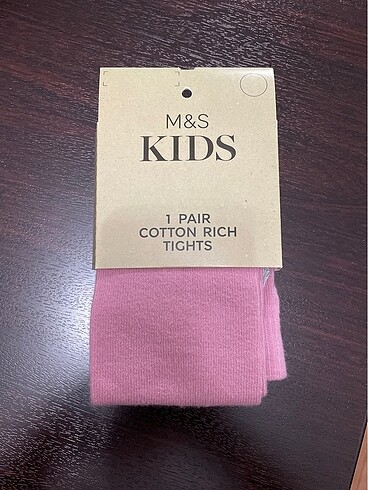 M&S
KIDS
1 PAIR
COTTON RICH
TIGHTS